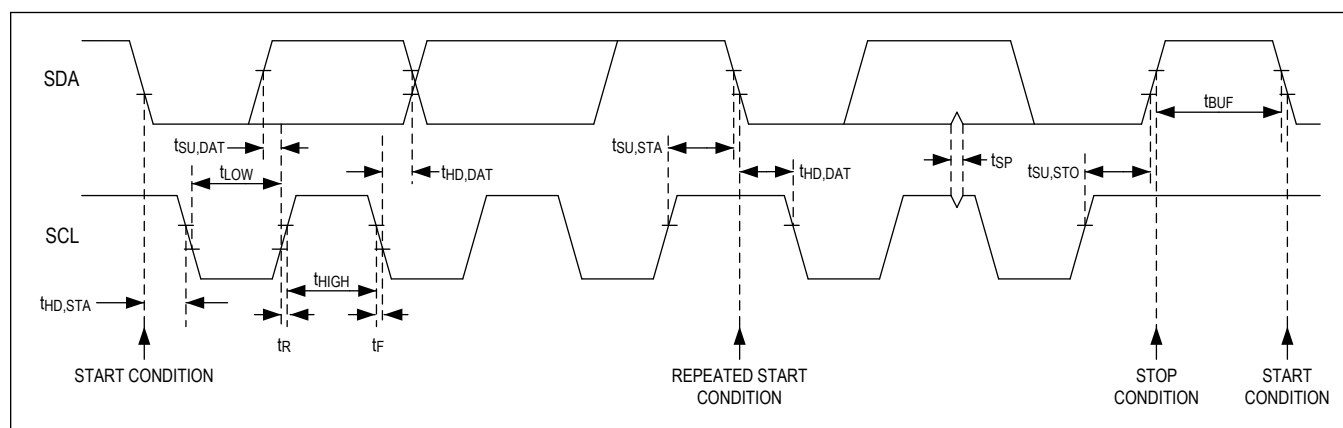 SDA
tBUF
tSU,DAT
tSU,STA
tLOW
tHD,DAT
tHD,DAT
tSP
tSU,STO
SCL
tHIGH
tHD,STA
tR
tF
START CONDITION
REPEATED START
CONDITION
STOP
CONDITION
START
CONDITION